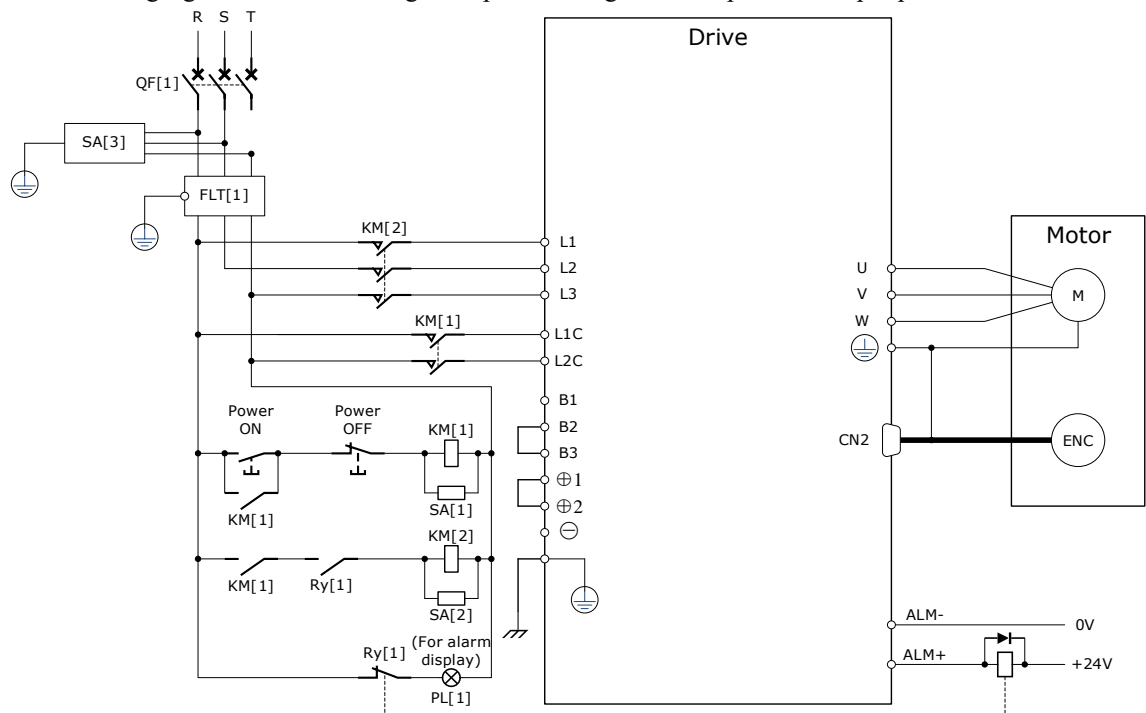 R S T
Drive
QF[1]
SA[3]
FLT[1]
KM[2]
L1
L2
L3
KM[1]
L1C
L2C
B1
B2
B3
⊕1
⊕2
⊖
Power
ON
Power
OFF
KM[1]
SA[1]
KM[1]
KM[2]
SA[2]
KM[1]
Ry[1]
Ry[1]
(For alarm
display)
PL[1]
U
V
W
CN2
Motor
M
ENC
ALM-
0V
ALM+
+24V